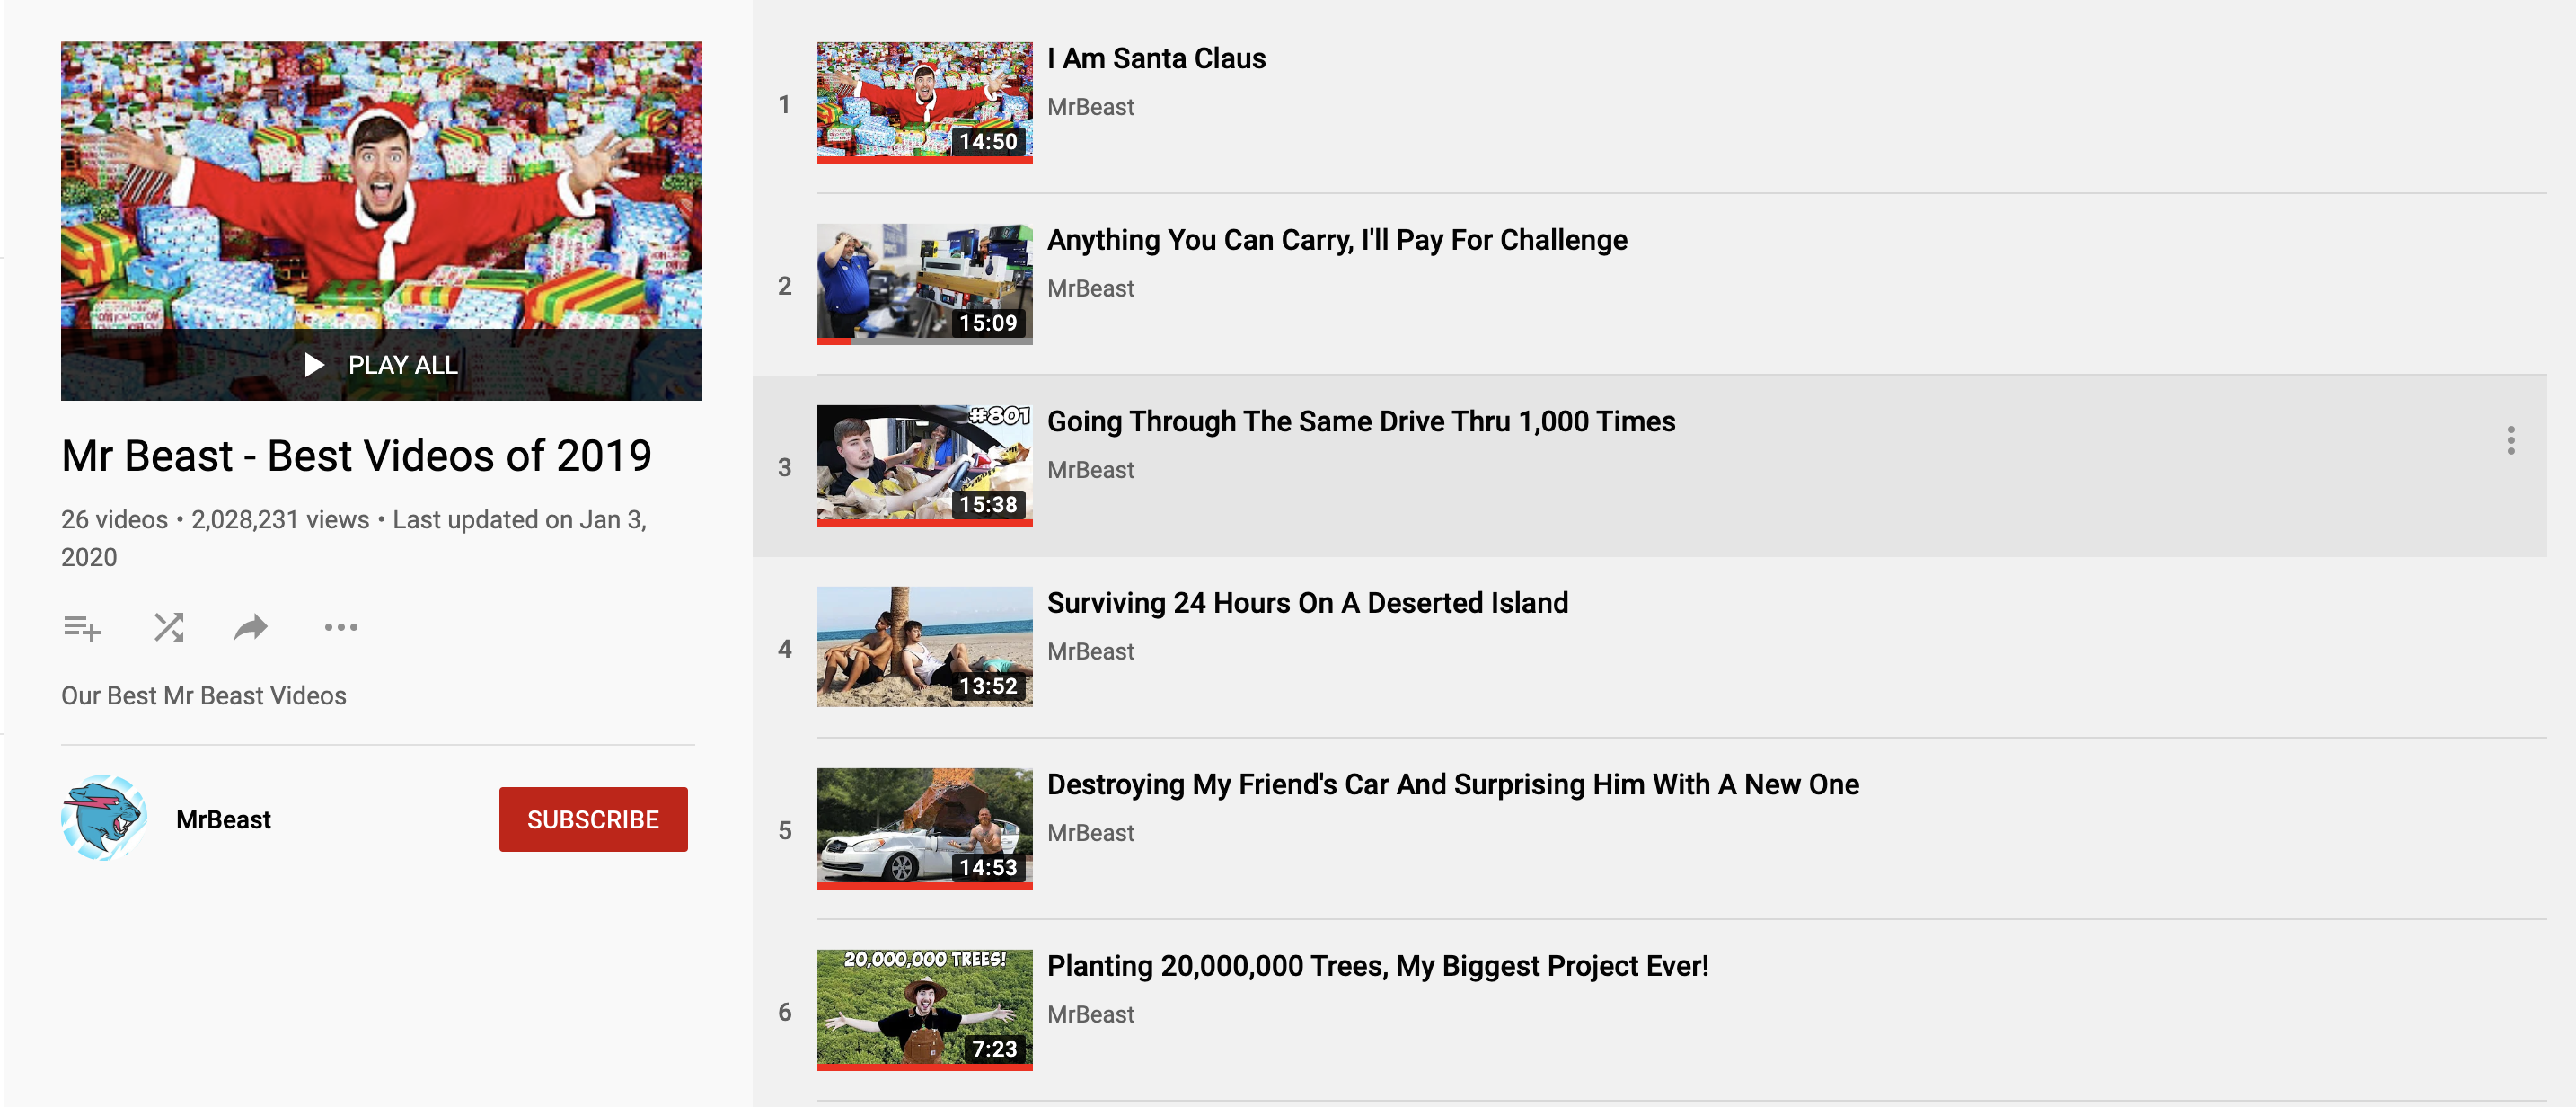 PLAY ALL
Mr Beast - Best Videos of 2019
26 videos • 2,028,231 views • Last updated on Jan 3,
2020
Our Best Mr Beast Videos
MrBeast
SUBSCRIBE
1
14:50
I Am Santa Claus
MrBeast
2
15:09
Anything You Can Carry, I'll Pay For Challenge
MrBeast
3
#801
15:38
Going Through The Same Drive Thru 1,000 Times
MrBeast
4
13:52
Surviving 24 Hours On A Deserted Island
MrBeast
5
14:53
Destroying My Friend's Car And Surprising Him With A New One
MrBeast
6
20,000,000 TREES!
7:23
Planting 20,000,000 Trees, My Biggest Project Ever!
MrBeast